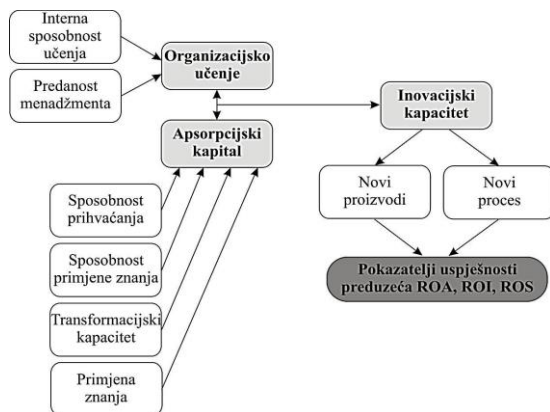 Interna
sposobnost
učenja
Predanost
menadžmenta
Organizacijsko
učenje
Apsorpcijski
kapital
Sposobnost
prihvaćanja
Sposobnost
primjene znanja
Transformacijski
kapacitet
Primjena
znanja
Inovacijski
kapacitet
Novi
proizvodi
Novi
proces
Pokazatelji uspješnosti
preduzeća ROA, ROI, ROS